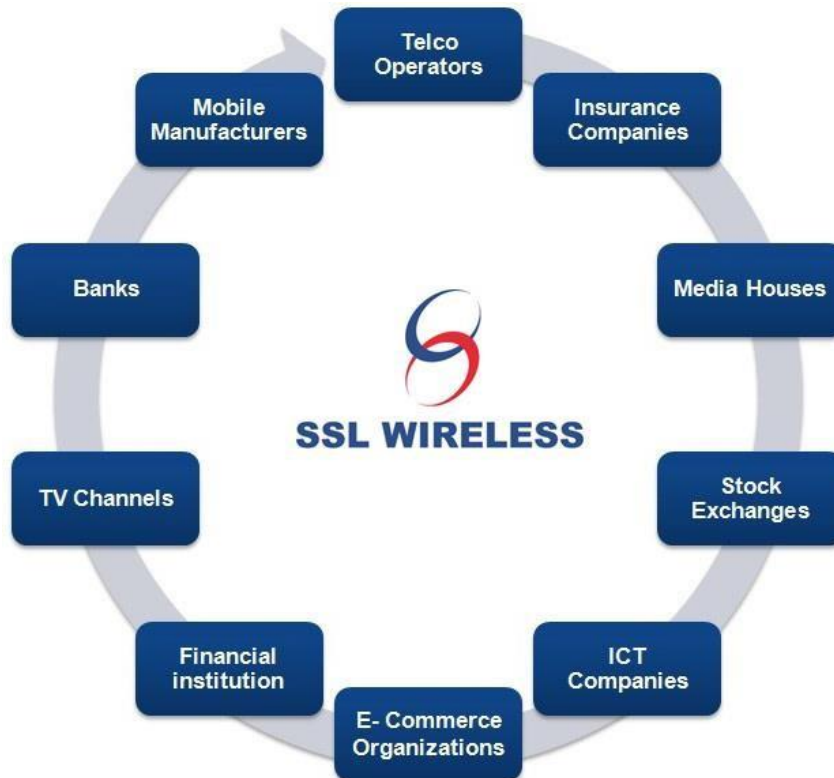 Telco
Operators
Insurance
Companies
Media Houses
Stock
Exchanges
ICT
Companies
E- Commerce
Organizations
Financial
institution
TV Channels
Banks
Mobile
Manufacturers
SSL WIRELESS